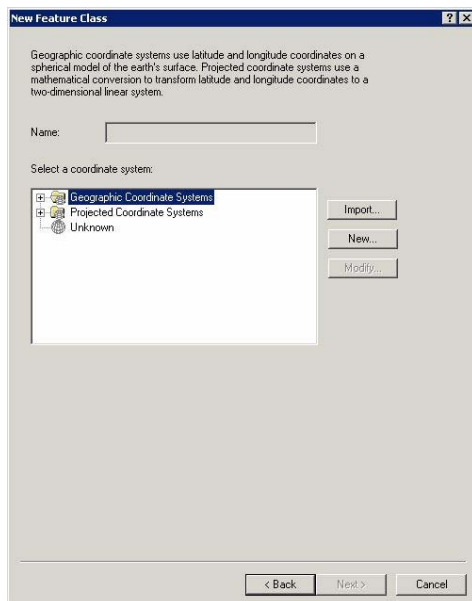 New Feature Class
Geographic coordinate systems use latitude and longitude coordinates on a
spherical model of the earth's surface. Projected coordinate systems use a
mathematical conversion to transform latitude and longitude coordinates to a
two-dimensional linear system.
Name:
Select a coordinate system:
Geographic Coordinate Systems
Projected Coordinate Systems
Unknown
Import...
New...
Modify...
< Back
Next >
Cancel